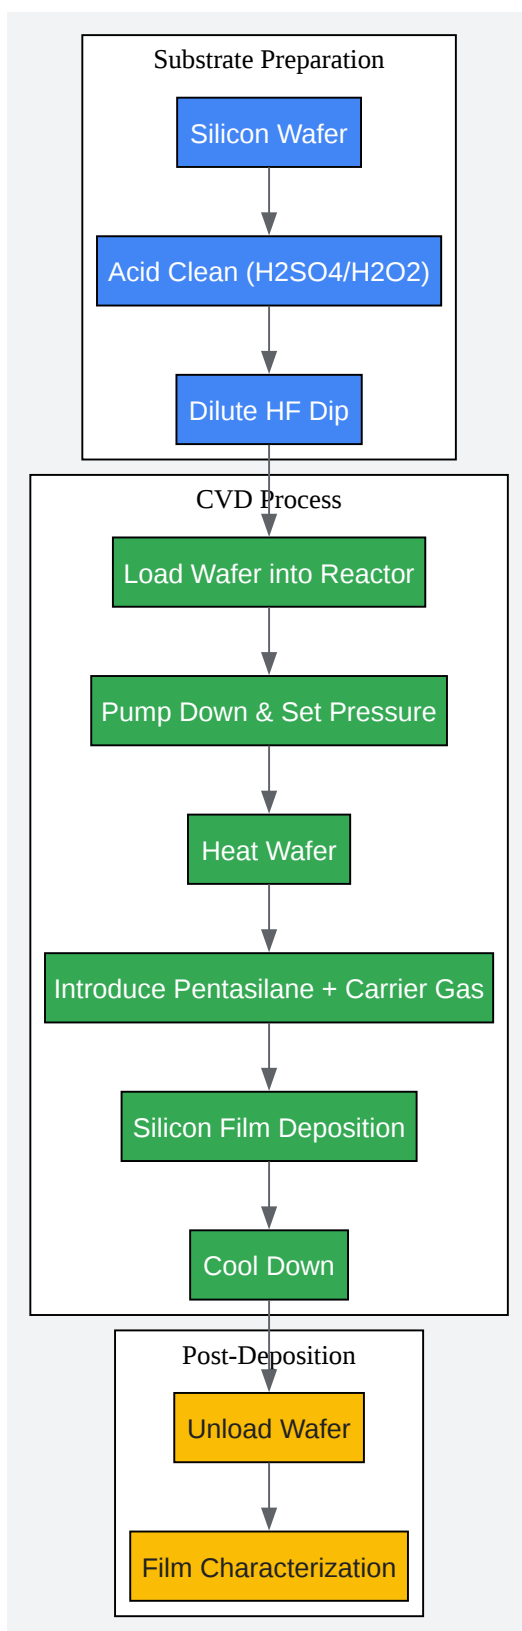 Substrate Preparation
Silicon Wafer
Acid Clean (H2SO4/H2O2)
Dilute HF Dip
CVD Process
Load Wafer into Reactor
Pump Down & Set Pressure
Heat Wafer
Introduce Pentasilane + Carrier Gas
Silicon Film Deposition
Cool Down
Post-Deposition
Unload Wafer
Film Characterization